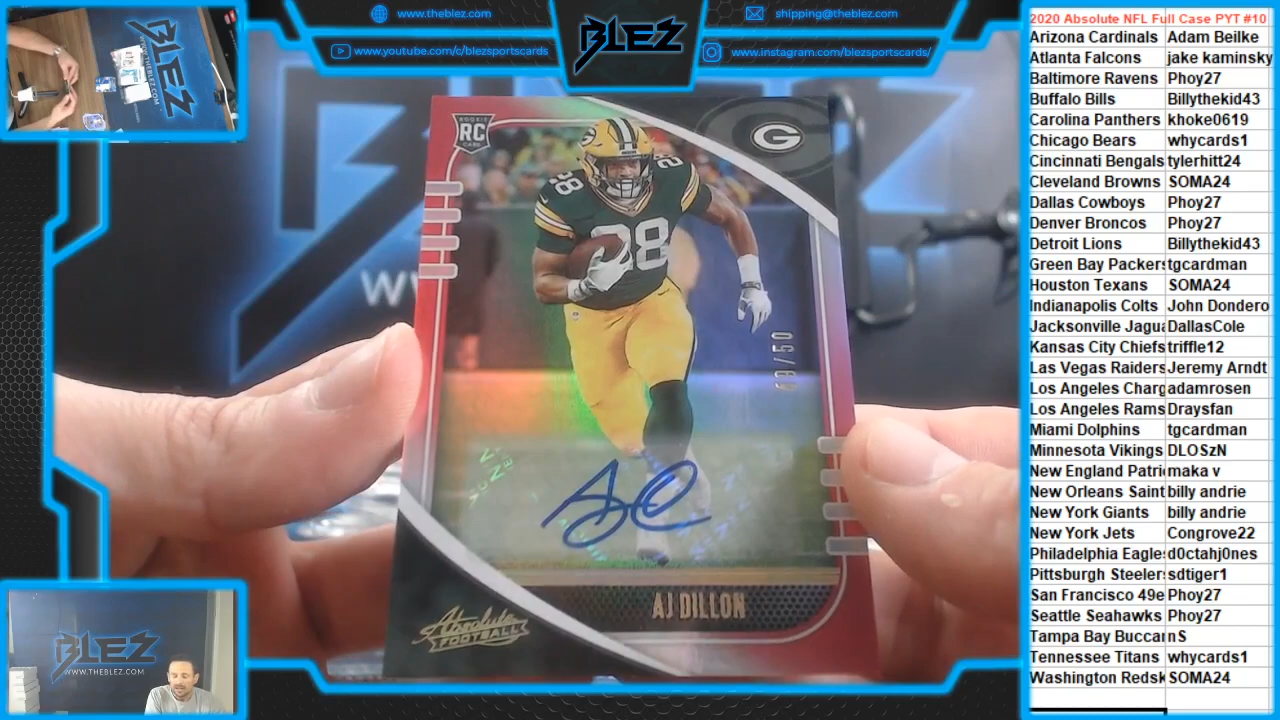 www.theblez.com
shipping@theblez.com
www.youtube.com/c/blezsportscards
www.instagram.com/blezsportscards/
BLEZ
ROOKIE
RC
CARD
G
28
28
/50
AJ DILLON
Absolute
FOOTBALL
BLEZ
BLEZ
WWW.THEBLEZ.COM
2020 Absolute NFL Full Case PYT #10
Arizona Cardinals Adam Beilke
Atlanta Falcons jake kaminsky
Baltimore Ravens Phoy27
Buffalo Bills Billythekid43
Carolina Panthers khoke0619
Chicago Bears whycards1
Cincinnati Bengals tylerhitt24
Cleveland Browns SOMA24
Dallas Cowboys Phoy27
Denver Broncos Phoy27
Detroit Lions Billythekid43
Green Bay Packers tgcardman
Houston Texans SOMA24
Indianapolis Colts John Dondero
Jacksonville Jagua DallasCole
Kansas City Chiefs triffle12
Las Vegas Raiders Jeremy Arndt
Los Angeles Charg adamrosen
Los Angeles Rams Draysfan
Miami Dolphins tgcardman
Minnesota Vikings DLOSzN
New England Patri maka v
New Orleans Saint billy andrie
New York Giants billy andrie
New York Jets Congrove22
Philadelphia Eagle d0ctahj0nes
Pittsburgh Steeler sdtiger1
San Francisco 49e Phoy27
Seattle Seahawks Phoy27
Tampa Bay Buccan nS
Tennessee Titans whycards1
Washington Redsk SOMA24